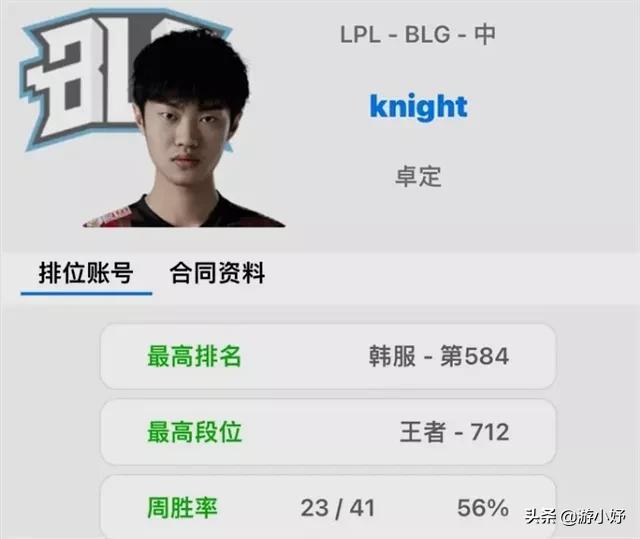 BLG
LPL - BLG - 中
knight
卓定
排位账号 合同资料
最高排名 韩服 - 第584
最高段位 王者 - 712
周胜率 23 / 41 56%
头条 @游小妤